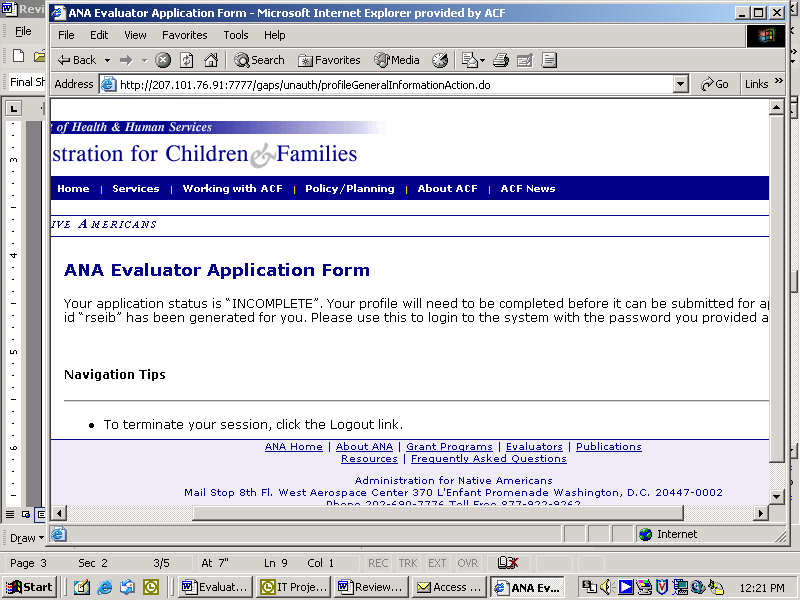 Revi
ANA Evaluator Application Form - Microsoft Internet Explorer provided by ACF
File
File Edit View Favorites Tools Help
Back Search Favorites Media
Final Sh
Address http://207.101.76.91:7777/gaps/unauth/profileGeneralInformationAction.do Go Links »
of Health & Human Services
stration for Children & Families
Home | Services | Working with ACF | Policy/Planning | About ACF | ACF News
IVE AMERICANS
ANA Evaluator Application Form
Your application status is “INCOMPLETE”. Your profile will need to be completed before it can be submitted for ap
id “rseib” has been generated for you. Please use this to login to the system with the password you provided a
Navigation Tips
• To terminate your session, click the Logout link.
ANA Home | About ANA | Grant Programs | Evaluators | Publications
Resources | Frequently Asked Questions
Administration for Native Americans
Mail Stop 8th Fl. West Aerospace Center 370 L'Enfant Promenade Washington, D.C. 20447-0002
Phone 202-690-7776 Toll Free 877-922-9262
3
4
5
6
Draw
Internet
Page 3 Sec 2 3/5 At 7" Ln 9 Col 1 REC TRK EXT OVR
Start Evaluat... IT Proje... Review... Access ... ANA Ev... 12:21 PM